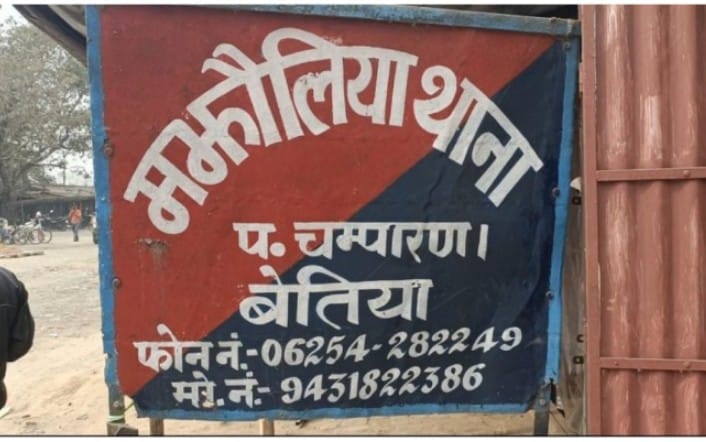 मझौलिया थाना
प. चम्पारण।
बेतिया
फोन नं.-06254-282249
मो.नं.- 9431822386